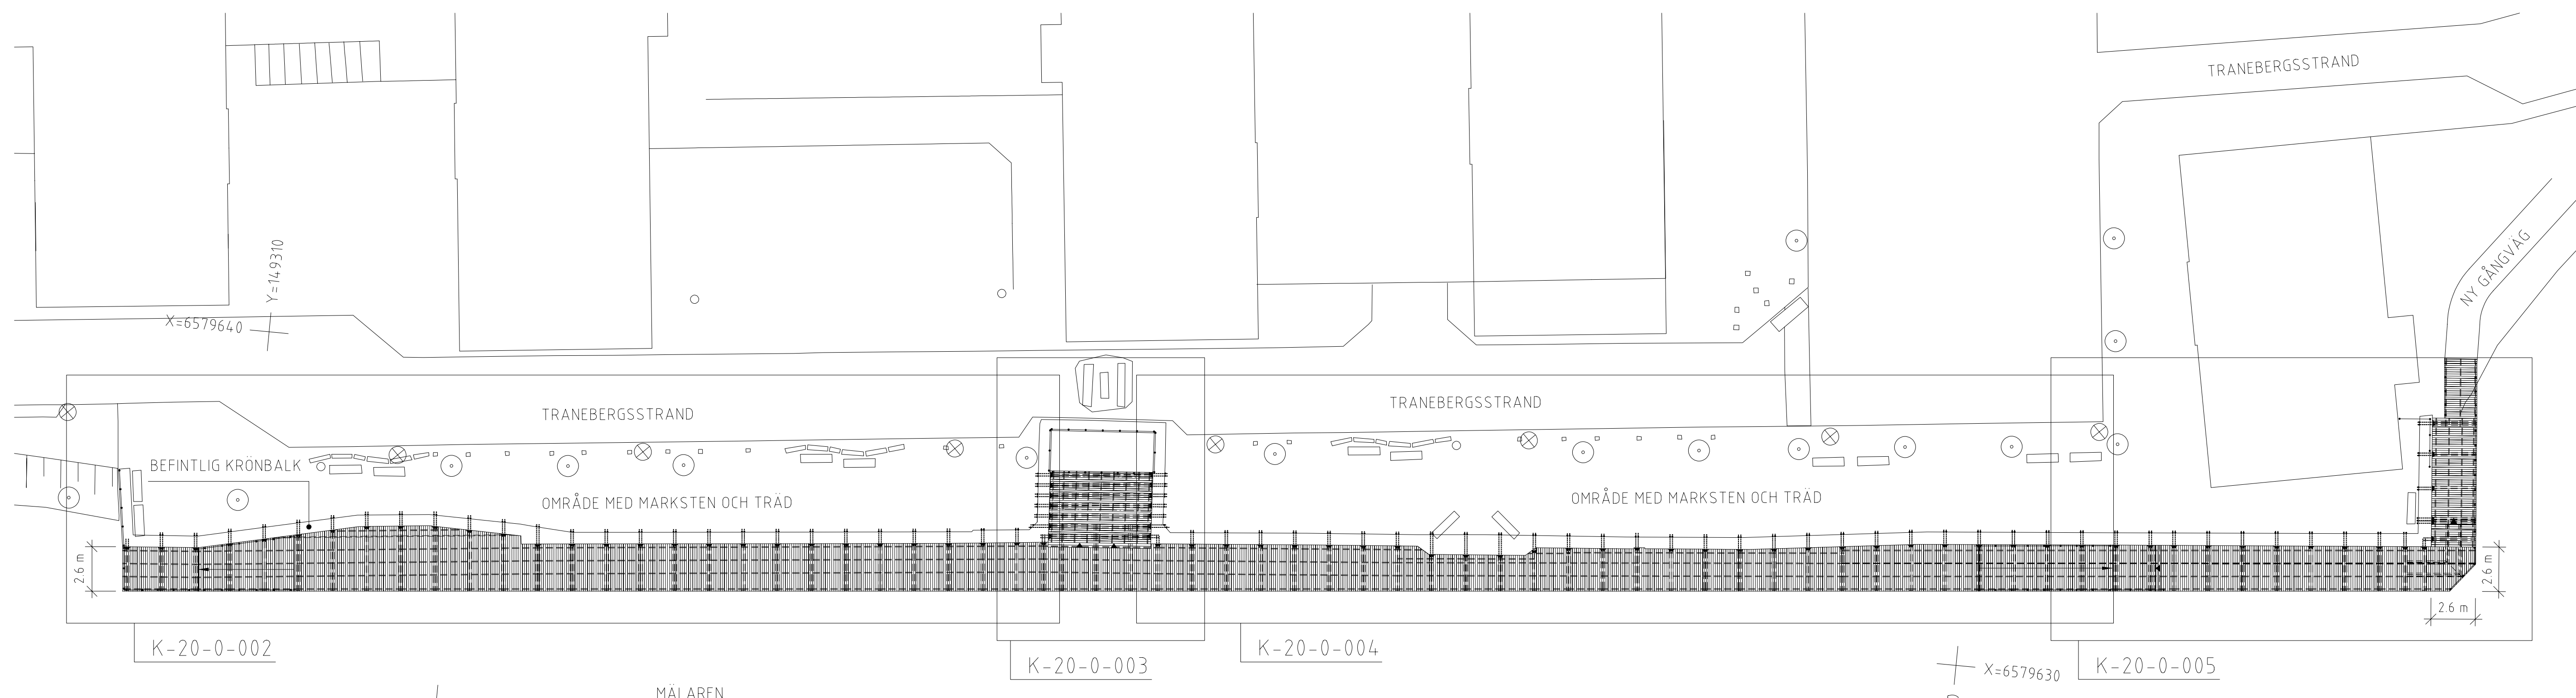 TRANEBERGSSTRAND
Y=149310
X=6579640
NY GÅNGVÄG
TRANEBERGSSTRAND
TRANEBERGSSTRAND
BEFINTLIG KRÖNBALK
OMRÅDE MED MARKSTEN OCH TRÄD
OMRÅDE MED MARKSTEN OCH TRÄD
2.6 m
2.6 m
2.6 m
K-20-0-002
K-20-0-003
K-20-0-004
K-20-0-005
X=6579630
MÄLAREN